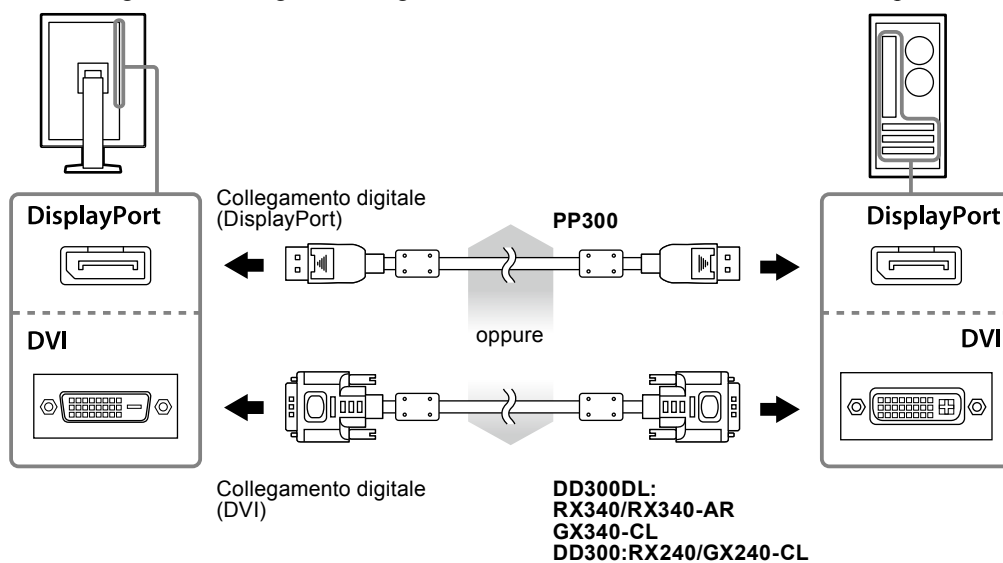 DisplayPort
Collegamento digitale
(DisplayPort)
PP300
DisplayPort
oppure
DVI
DVI
Collegamento digitale
(DVI)
DD300DL:
RX340/RX340-AR
GX340-CL
DD300:RX240/GX240-CL